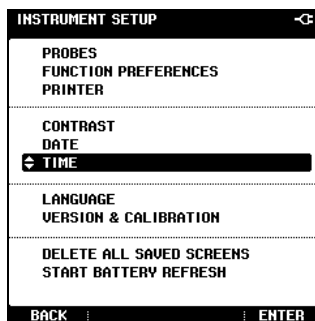 INSTRUMENT SETUP
PROBES
FUNCTION PREFERENCES
PRINTER
CONTRAST
DATE
TIME
LANGUAGE
VERSION & CALIBRATION
DELETE ALL SAVED SCREENS
START BATTERY REFRESH
BACK ENTER